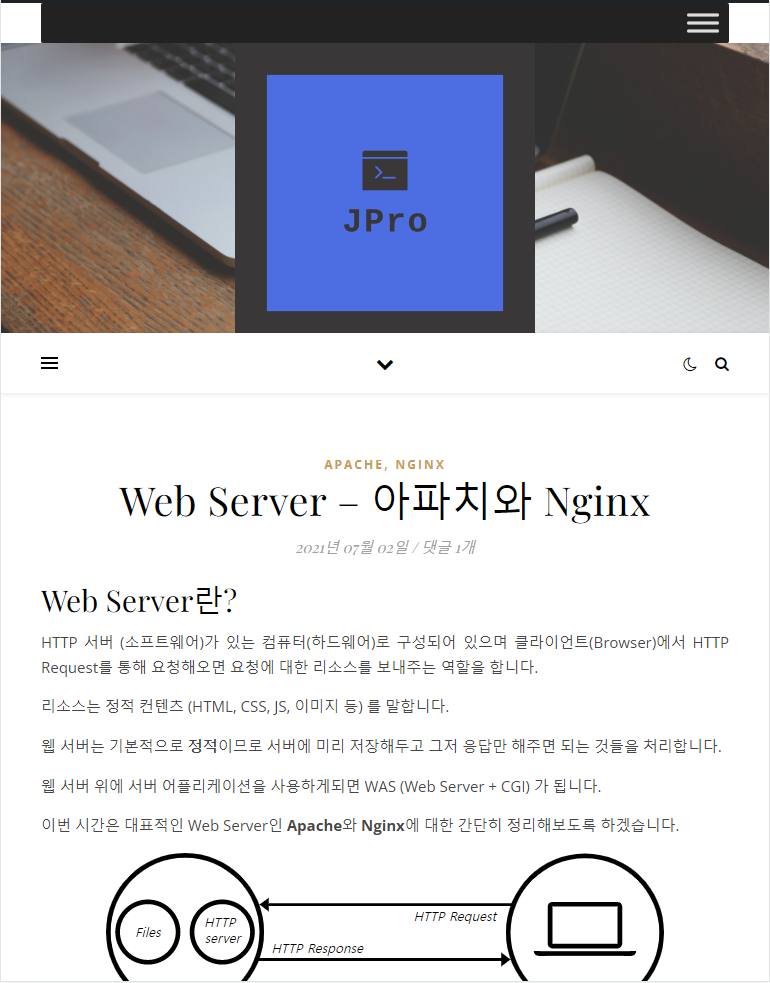 JPro
APACHE, NGINX
Web Server – 아파치와 Nginx
2021년 07월 02일 / 댓글 1개
Web Server란?
HTTP 서버 (소프트웨어)가 있는 컴퓨터(하드웨어)로 구성되어 있으며 클라이언트(Browser)에서 HTTP
Request를 통해 요청해오면 요청에 대한 리소스를 보내주는 역할을 합니다.
리소스는 정적 컨텐츠 (HTML, CSS, JS, 이미지 등) 를 말합니다.
웹 서버는 기본적으로 정적이므로 서버에 미리 저장해두고 그저 응답만 해주면 되는 것들을 처리합니다.
웹 서버 위에 서버 어플리케이션을 사용하게되면 WAS (Web Server + CGI) 가 됩니다.
이번 시간은 대표적인 Web Server인 Apache와 Nginx에 대한 간단히 정리해보도록 하겠습니다.
HTTP Request
Files
HTTP
server
HTTP Response